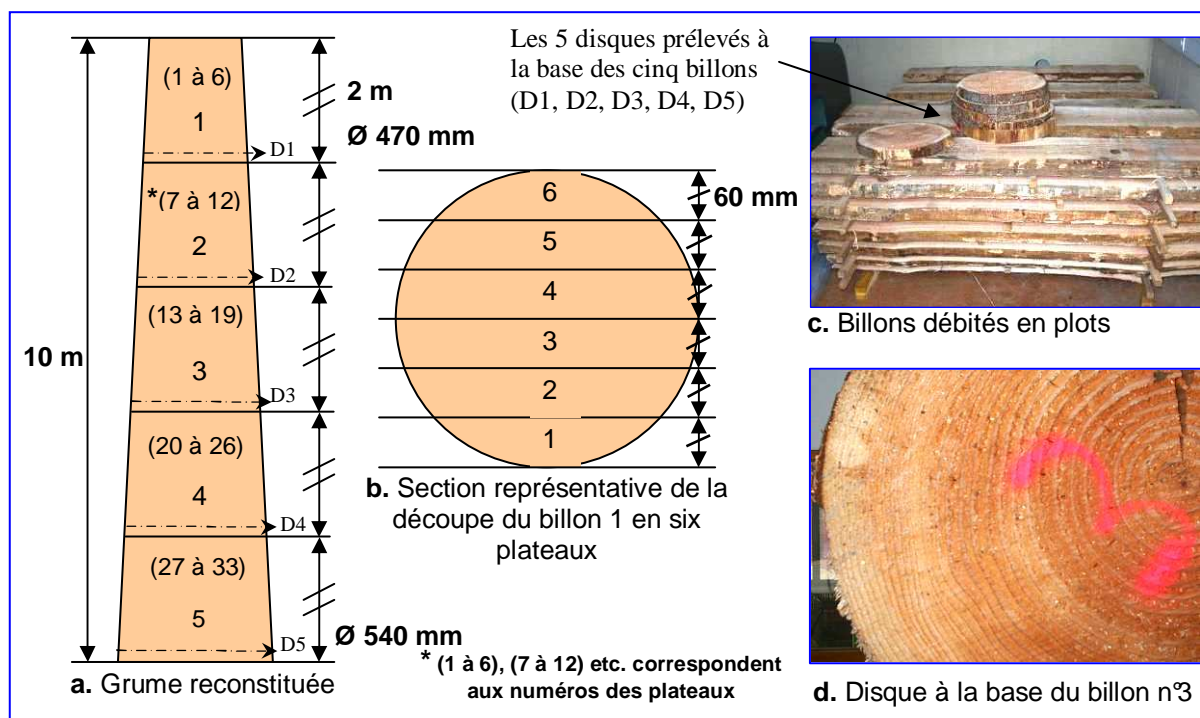 10 m
(1 à 6)
1
D1
*(7 à 12)
2
D2
(13 à 19)
3
D3
(20 à 26)
4
D4
(27 à 33)
5
D5
2 m
Ø 470 mm
Ø 540 mm
a. Grume reconstituée
Les 5 disques prélevés à
la base des cinq billons
(D1, D2, D3, D4, D5)
6
5
4
3
2
1
60 mm
b. Section représentative de la
découpe du billon 1 en six
plateaux
* (1 à 6), (7 à 12) etc. correspondent
aux numéros des plateaux
c. Billons débités en plots
3
d. Disque à la base du billon n°3